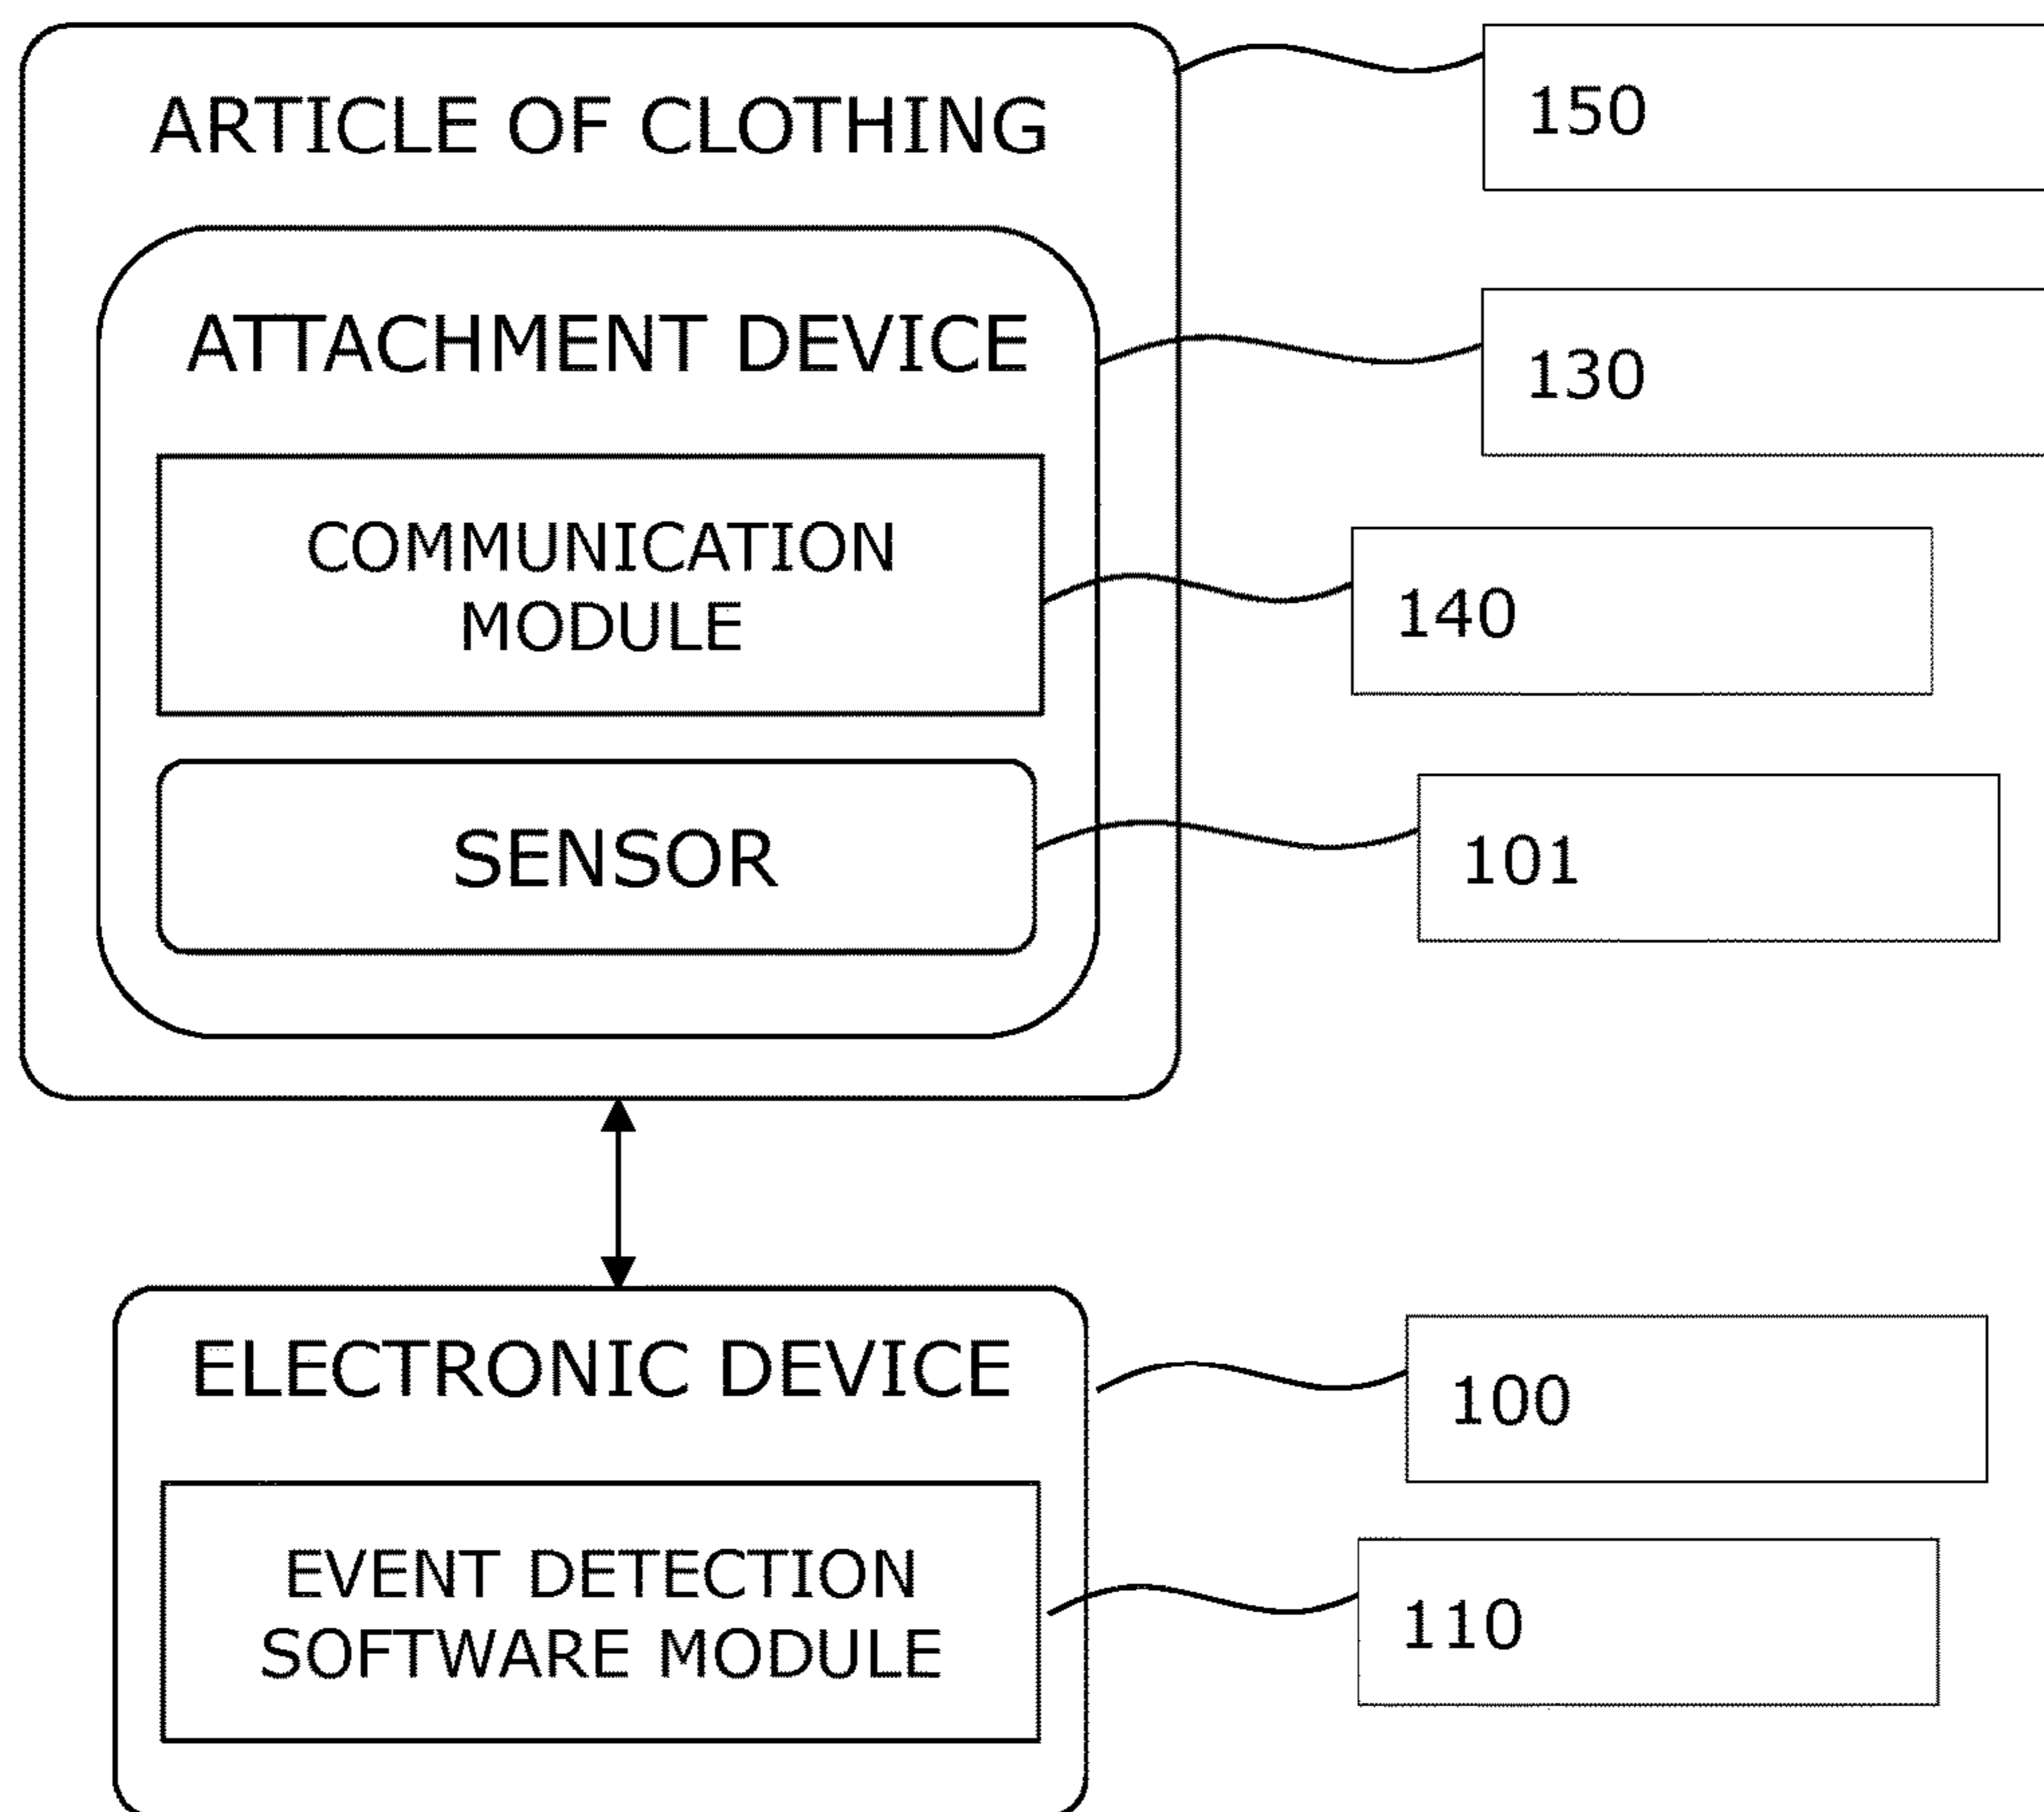 ARTICLE OF CLOTHING
150
ATTACHMENT DEVICE
130
COMMUNICATION
MODULE
140
SENSOR
101
ELECTRONIC DEVICE
100
EVENT DETECTION
SOFTWARE MODULE
110